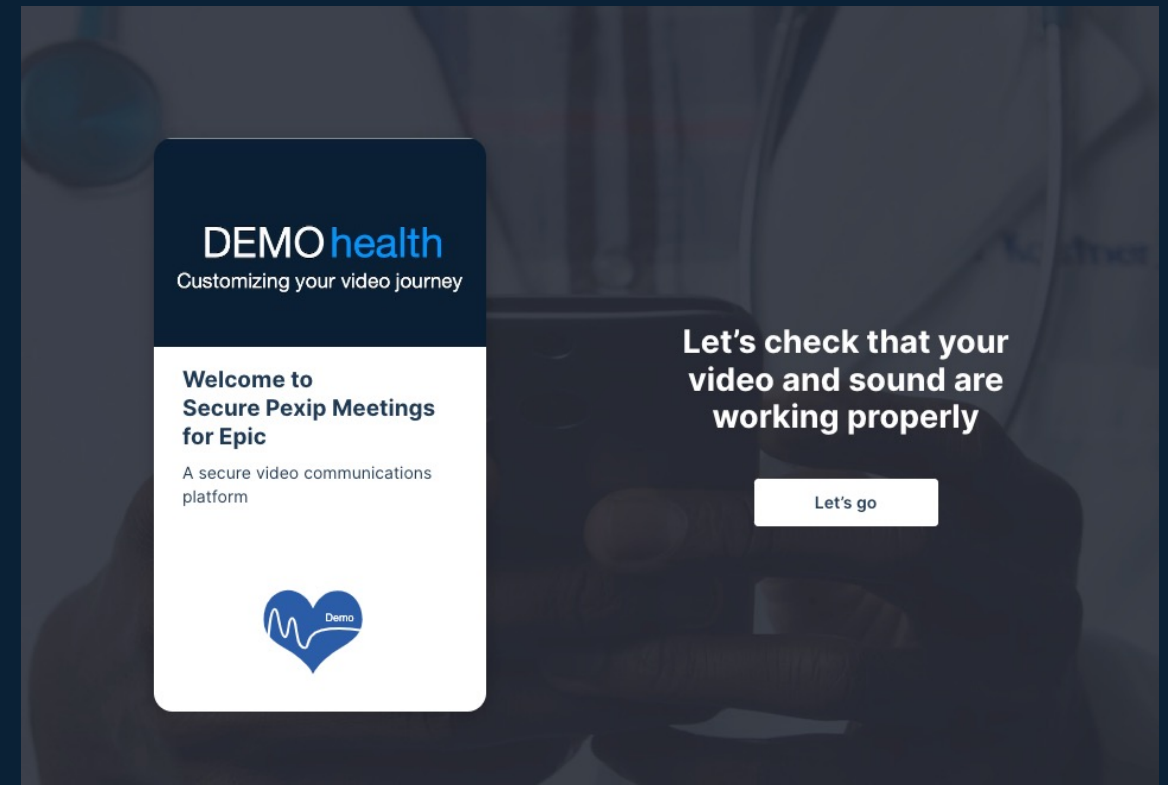 DEMO health
Customizing your video journey
Welcome to
Secure Pexip Meetings
for Epic
A secure video communications
platform
Demo
Let’s check that your
video and sound are
working properly
Let’s go